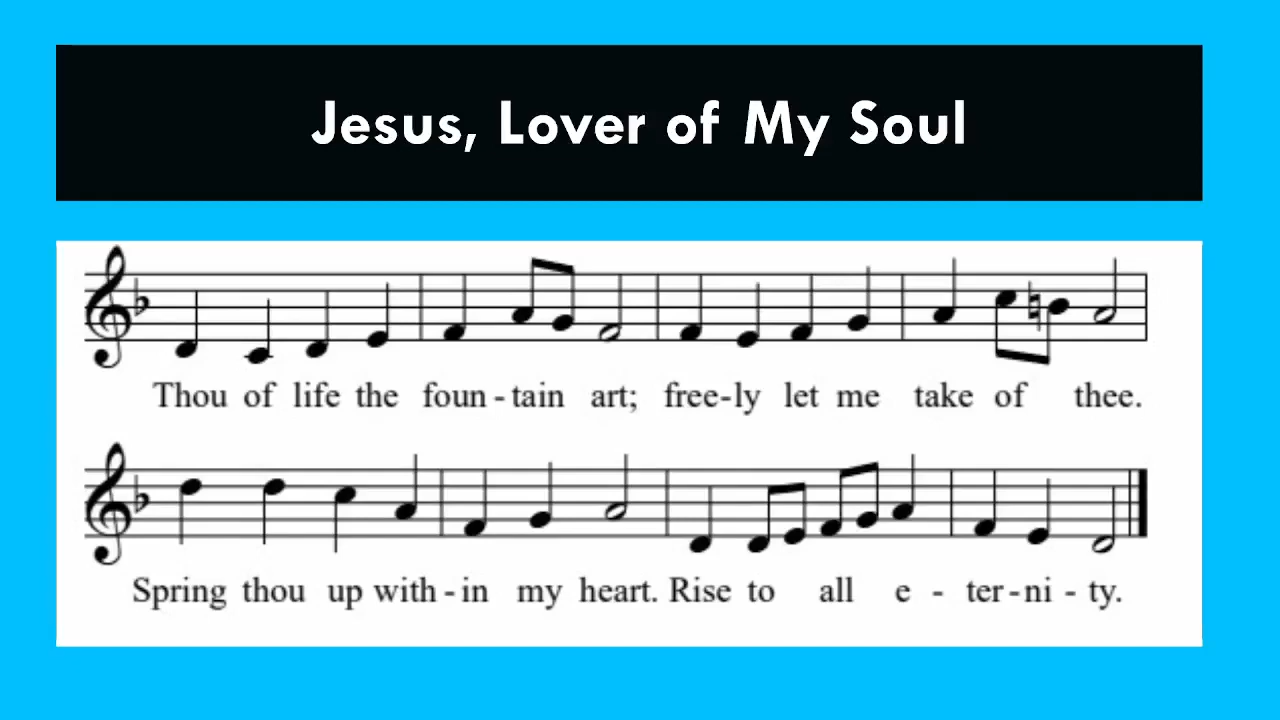 Jesus, Lover of My Soul
Thou of life the foun - tain art; free-ly let me take of thee.
Spring thou up with - in my heart. Rise to all e - ter - ni - ty.